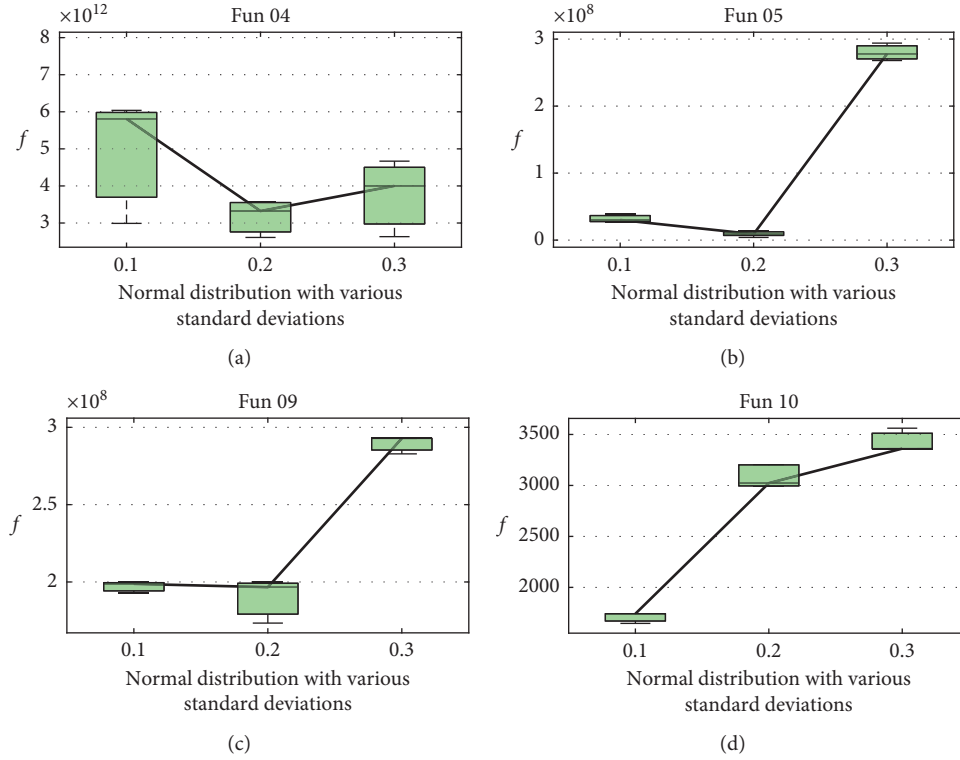 ×10¹²
Fun 04
8
7
6
5
4
3
f
0.1 0.2 0.3
Normal distribution with various
standard deviations
(a)
×10⁸
Fun 05
3
2
1
0
f
0.1 0.2 0.3
Normal distribution with various
standard deviations
(b)
×10⁸
Fun 09
3
2.5
2
f
0.1 0.2 0.3
Normal distribution with various
standard deviations
(c)
Fun 10
3500
3000
2500
2000
f
0.1 0.2 0.3
Normal distribution with various
standard deviations
(d)